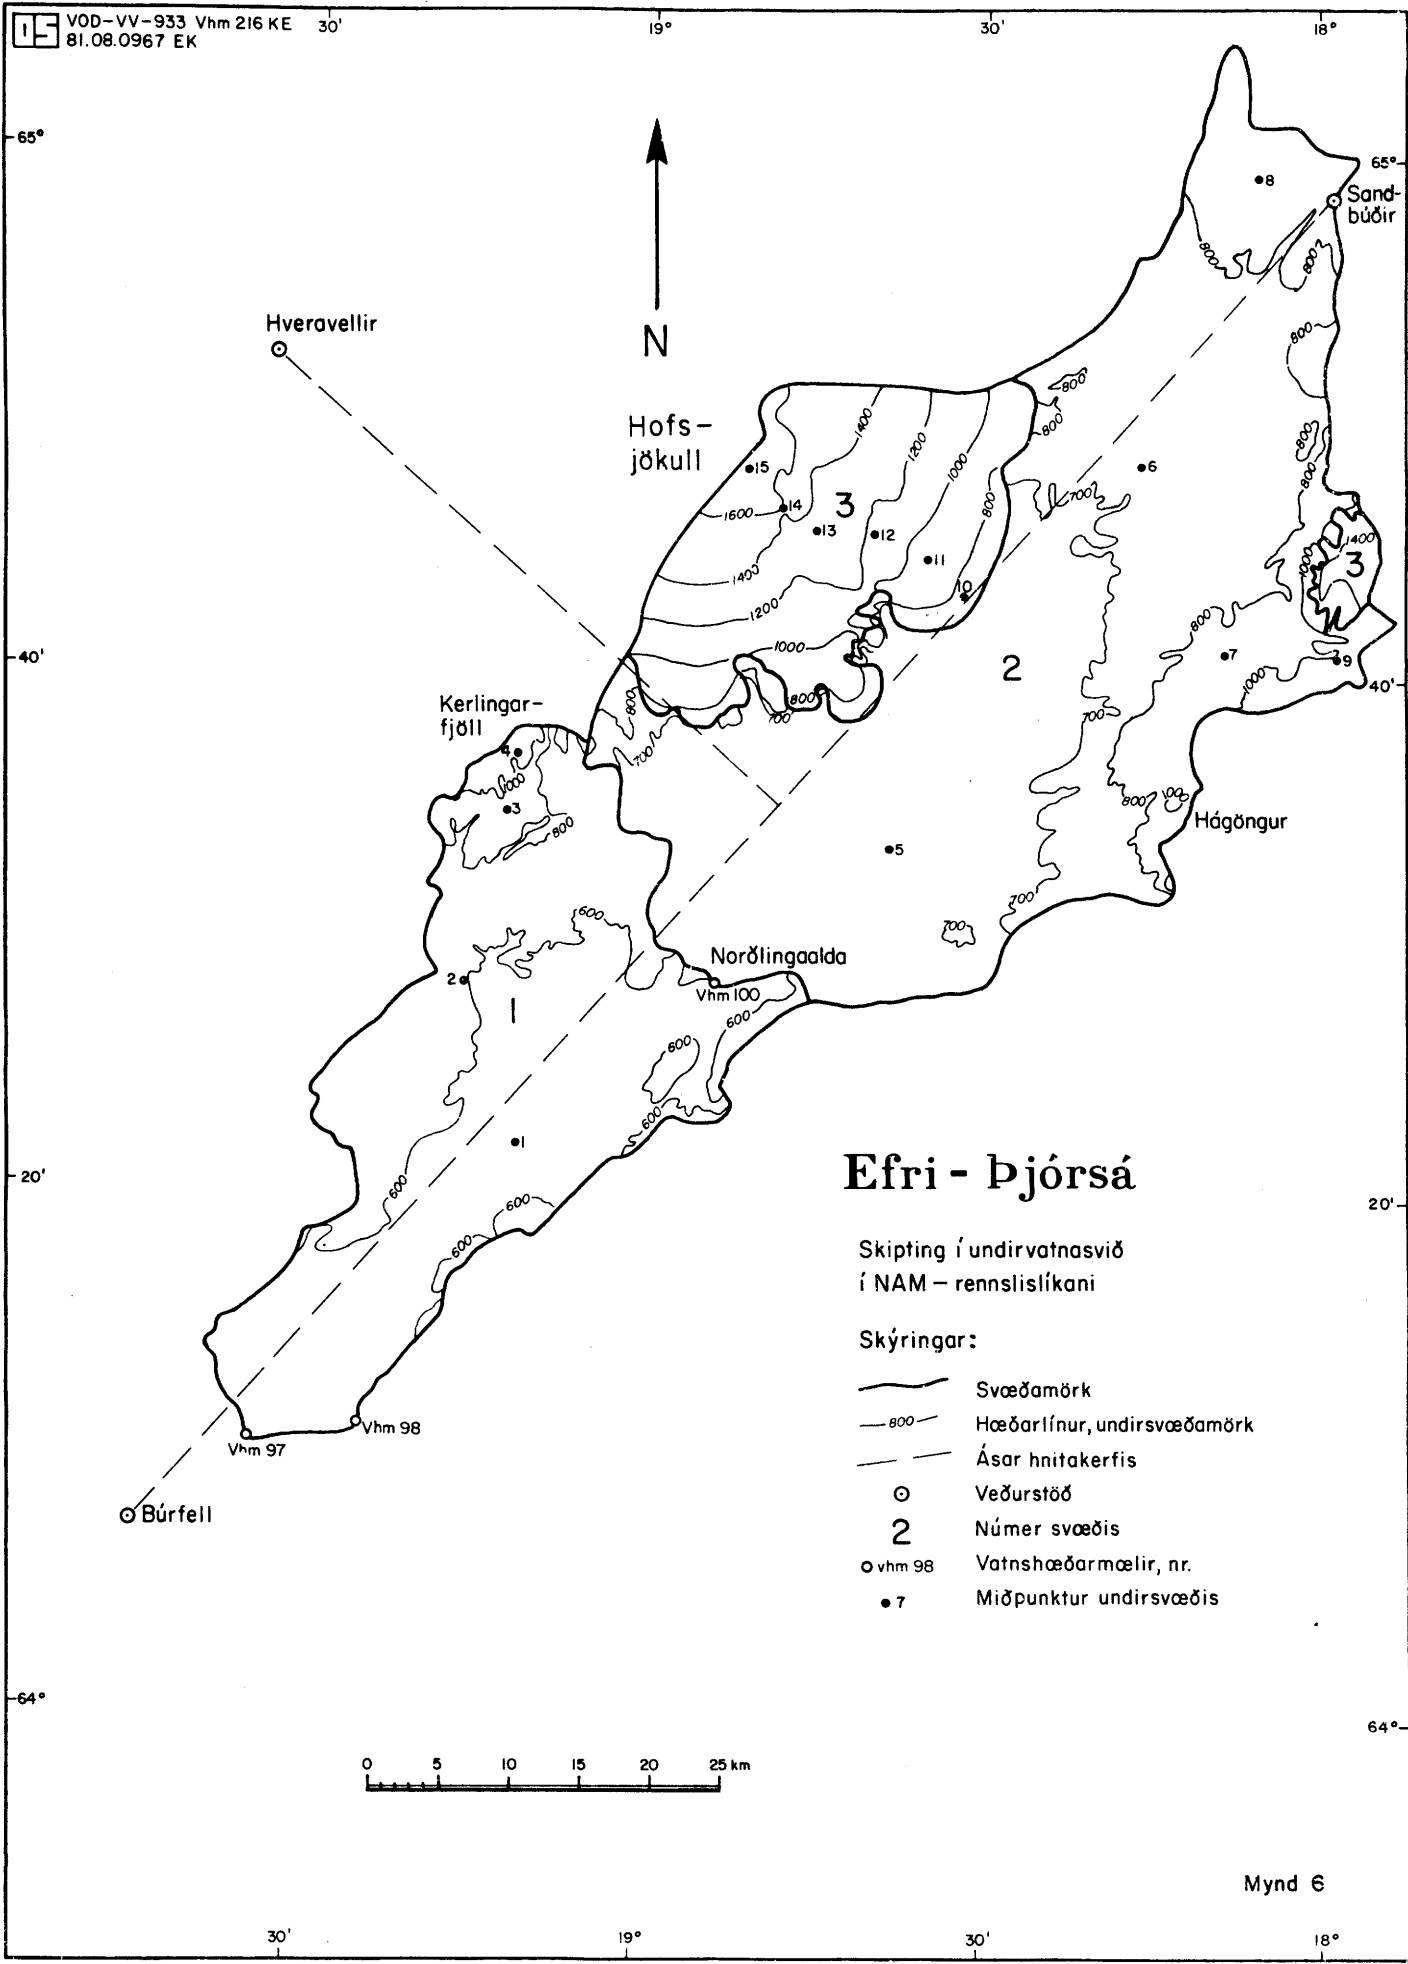 OS VOD-VV-933 Vhm 216 KE
81.08.0967 EK
30' 19° 30' 18°
65°
65°
8
Sand-
búðir
800
800
Hveravellir
N
800
800
Hofs-
jökull
1400
800
1200
800
15
1000
6
800
700
14
3
800
1600
13
12
1400
11
1000
3
1400
10
1200
800
1000
2
7
9
40'
40'
1000
800
Kerlingar-
fjöll
800
700
700
4
700
1000
3
800
1000
800
Hágöngur
5
700
600
700
Norðlingaalda
2
Vhm 100
1
600
600
600
1
Efri - Þjórsá
20'
600
20'
600
600
Skipting í undirvatnasvið
í NAM - rennslislíkani
Skýringar:
Svæðamörk
800 Hæðarlínur, undirsvæðamörk
Vhm 98
Vhm 97
Ásar hnitakerfis
Veðurstöð
Búrfell
2 Númer svæðis
vhm 98 Vatnshæðarmælir, nr.
7 Miðpunktur undirsvæðis
64°
64°
0 5 10 15 20 25 km
Mynd 6
30' 19° 30' 18°